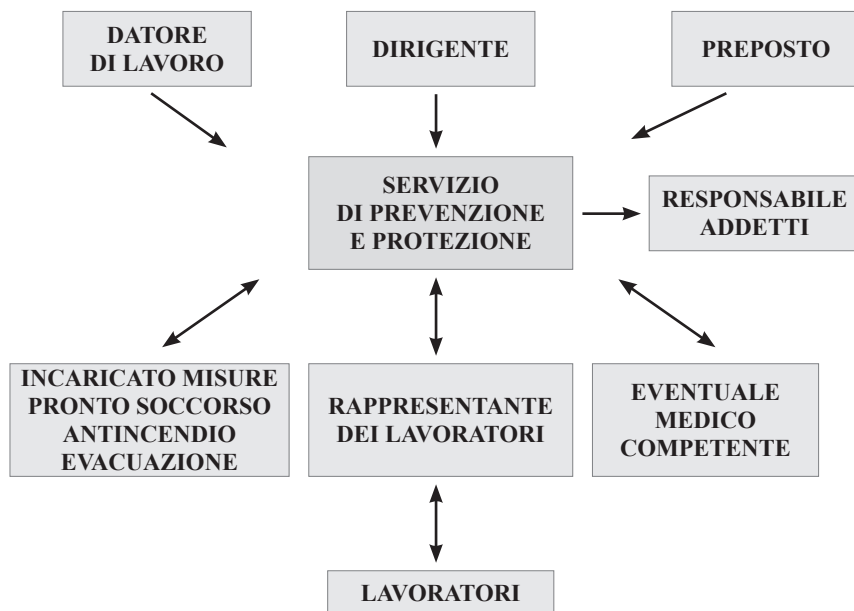 DATORE
DI LAVORO
DIRIGENTE
PREPOSTO
SERVIZIO
DI PREVENZIONE
E PROTEZIONE
RESPONSABILE
ADDETTI
INCARICATO MISURE
PRONTO SOCCORSO
ANTINCENDIO
EVACUAZIONE
RAPPRESENTANTE
DEI LAVORATORI
EVENTUALE
MEDICO
COMPETENTE
LAVORATORI